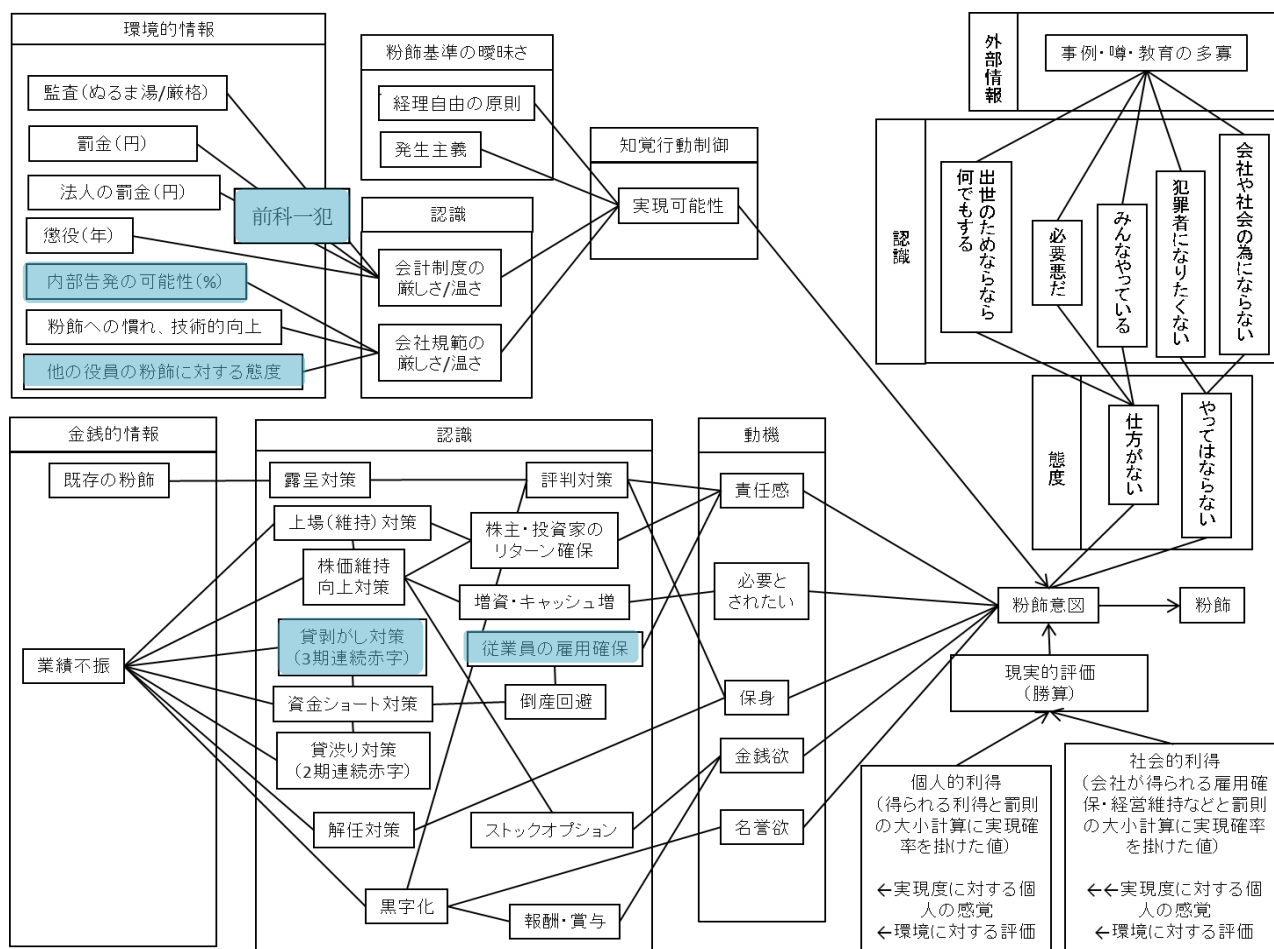 環境的情報
監査(ぬるま湯/厳格)
罰金(円)
法人の罰金(円)
懲役(年)
内部告発の可能性(%)
粉飾への慣れ、技術的向上
他の役員の粉飾に対する態度
前科一犯
粉飾基準の曖昧さ
経理自由の原則
発生主義
認識
会計制度の
厳しさ/温さ
会社規範の
厳しさ/温さ
知覚行動制御
実現可能性
外部情報
事例・噂・教育の多寡
認識
出世のためならなら
何でもする
必要悪だ
みんなやっている
犯罪者になりたくない
会社や社会の為にならない
態度
仕方がない
やってはならない
金銭的情報
既存の粉飾
業績不振
認識
露呈対策
評判対策
上場(維持)対策
株主・投資家の
リターン確保
株価維持
向上対策
増資・キャッシュ増
貸剥がし対策
(3期連続赤字)
従業員の雇用確保
資金ショート対策
倒産回避
貸渋り対策
(2期連続赤字)
解任対策
ストックオプション
黒字化
報酬・賞与
動機
責任感
必要と
されたい
保身
金銭欲
名誉欲
粉飾意図
粉飾
現実的評価
(勝算)
個人的利得
(得られる利得と罰則
の大小計算に実現確
率を掛けた値)
←実現度に対する個
人の感覚
←環境に対する評価
社会的利得
(会社が得られる雇用確
保・経営維持などと罰則
の大小計算に実現確率
を掛けた値)
←←実現度に対する個
人の感覚
←環境に対する評価